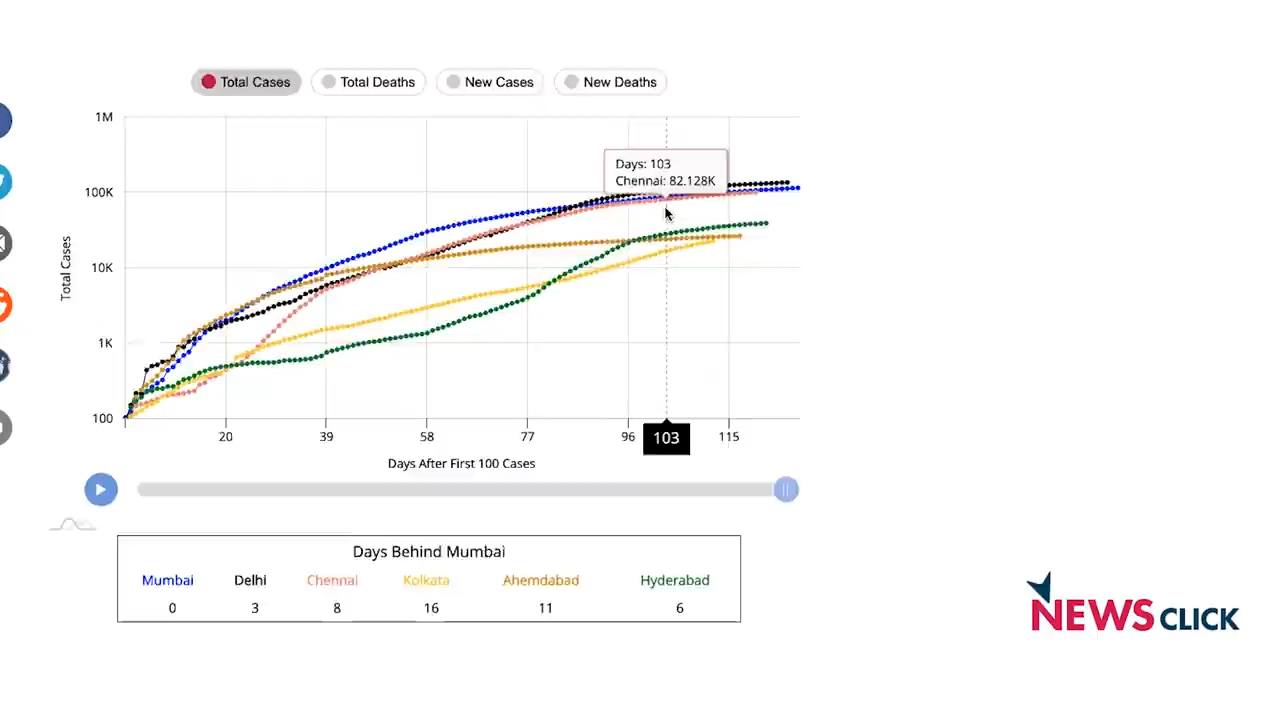 Total Cases Total Deaths New Cases New Deaths
1M
Days: 103
Chennai: 82.128K
100K
10K
1K
100
Total Cases
20 39 58 77 96 103 115
Days After First 100 Cases
Days Behind Mumbai
Mumbai Delhi Chennai Kolkata Ahemdabad Hyderabad
0 3 8 16 11 6
NEWSCLICK